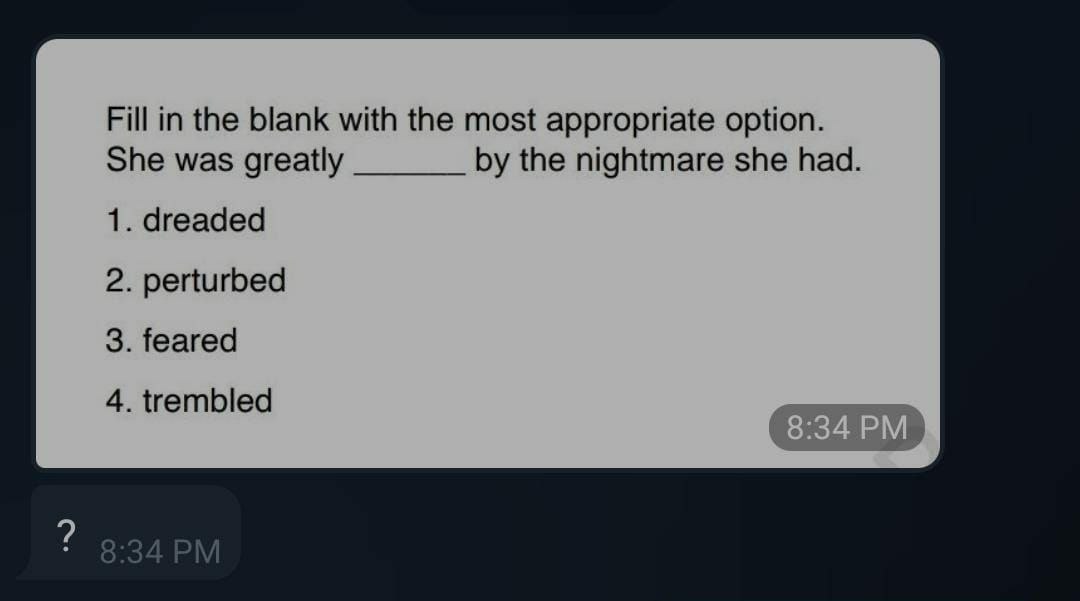 Fill in the blank with the most appropriate option.
She was greatly ______ by the nightmare she had.
1. dreaded
2. perturbed
3. feared
4. trembled
8:34 PM
?
8:34 PM